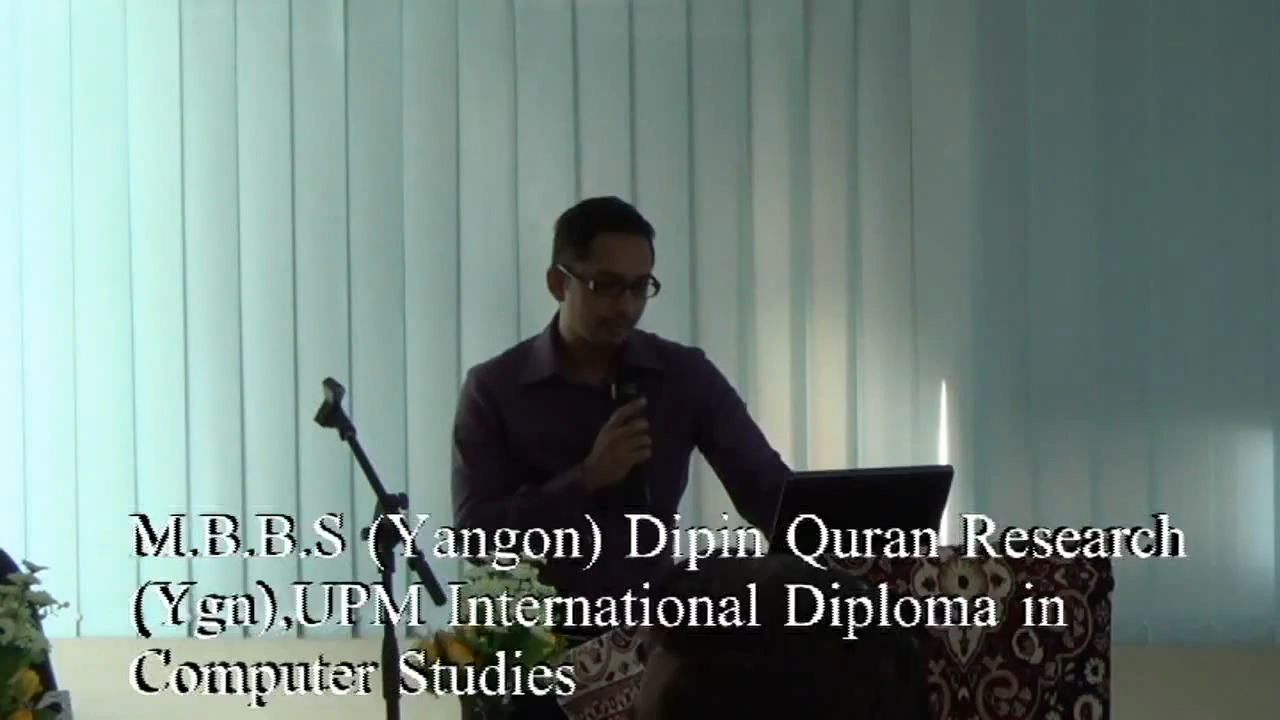 M.B.B.S (Yangon) Dipin Quran Research
(Ygn),UPM International Diploma in
Computer Studies